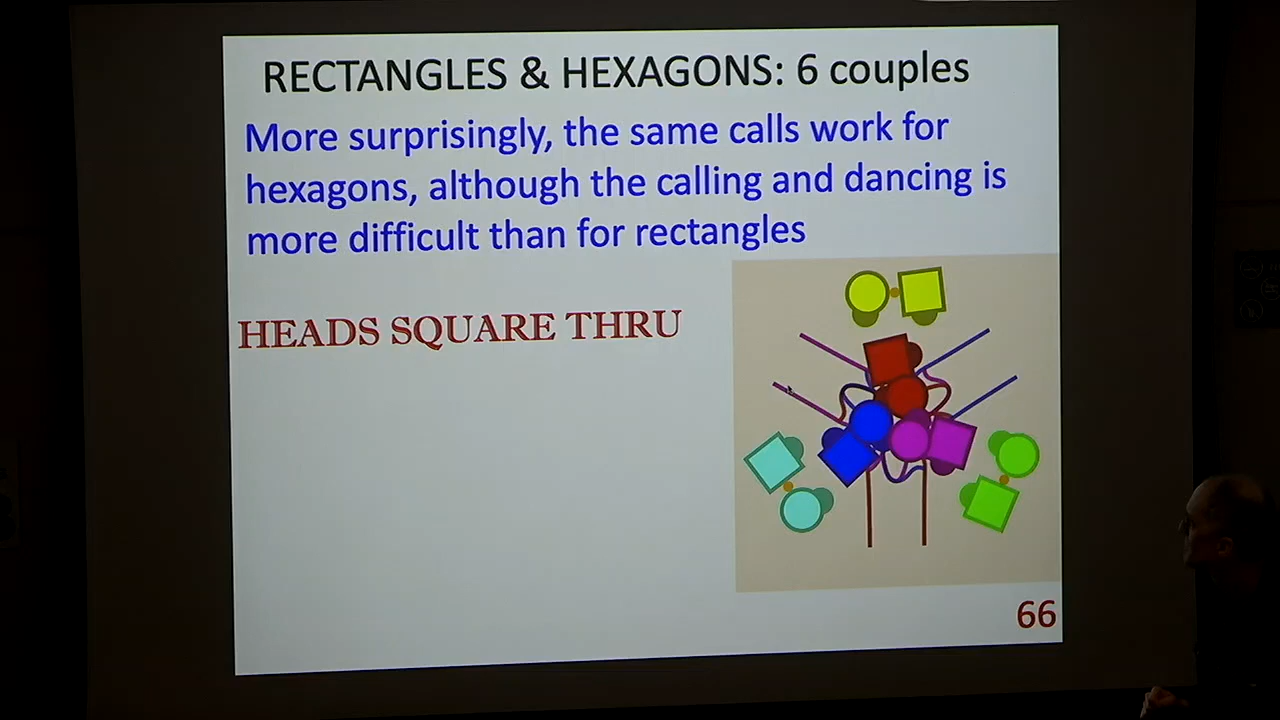 RECTANGLES & HEXAGONS: 6 couples
More surprisingly, the same calls work for
hexagons, although the calling and dancing is
more difficult than for rectangles
HEADS SQUARE THRU
66